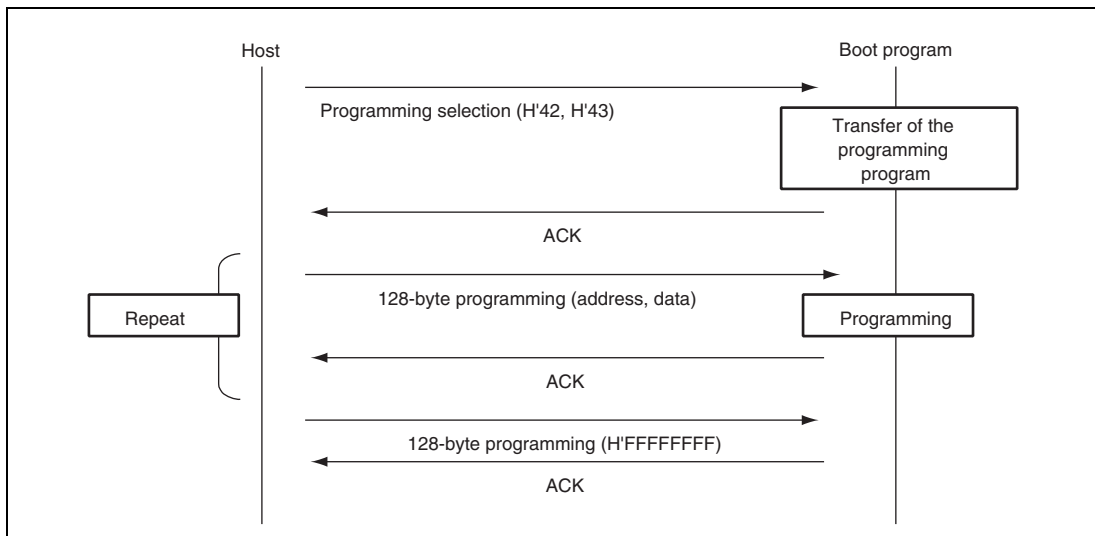 Host
Boot program
Programming selection (H'42, H'43)
Transfer of the
programming
program
ACK
128-byte programming (address, data)
Repeat
Programming
ACK
128-byte programming (H'FFFFFFFF)
ACK